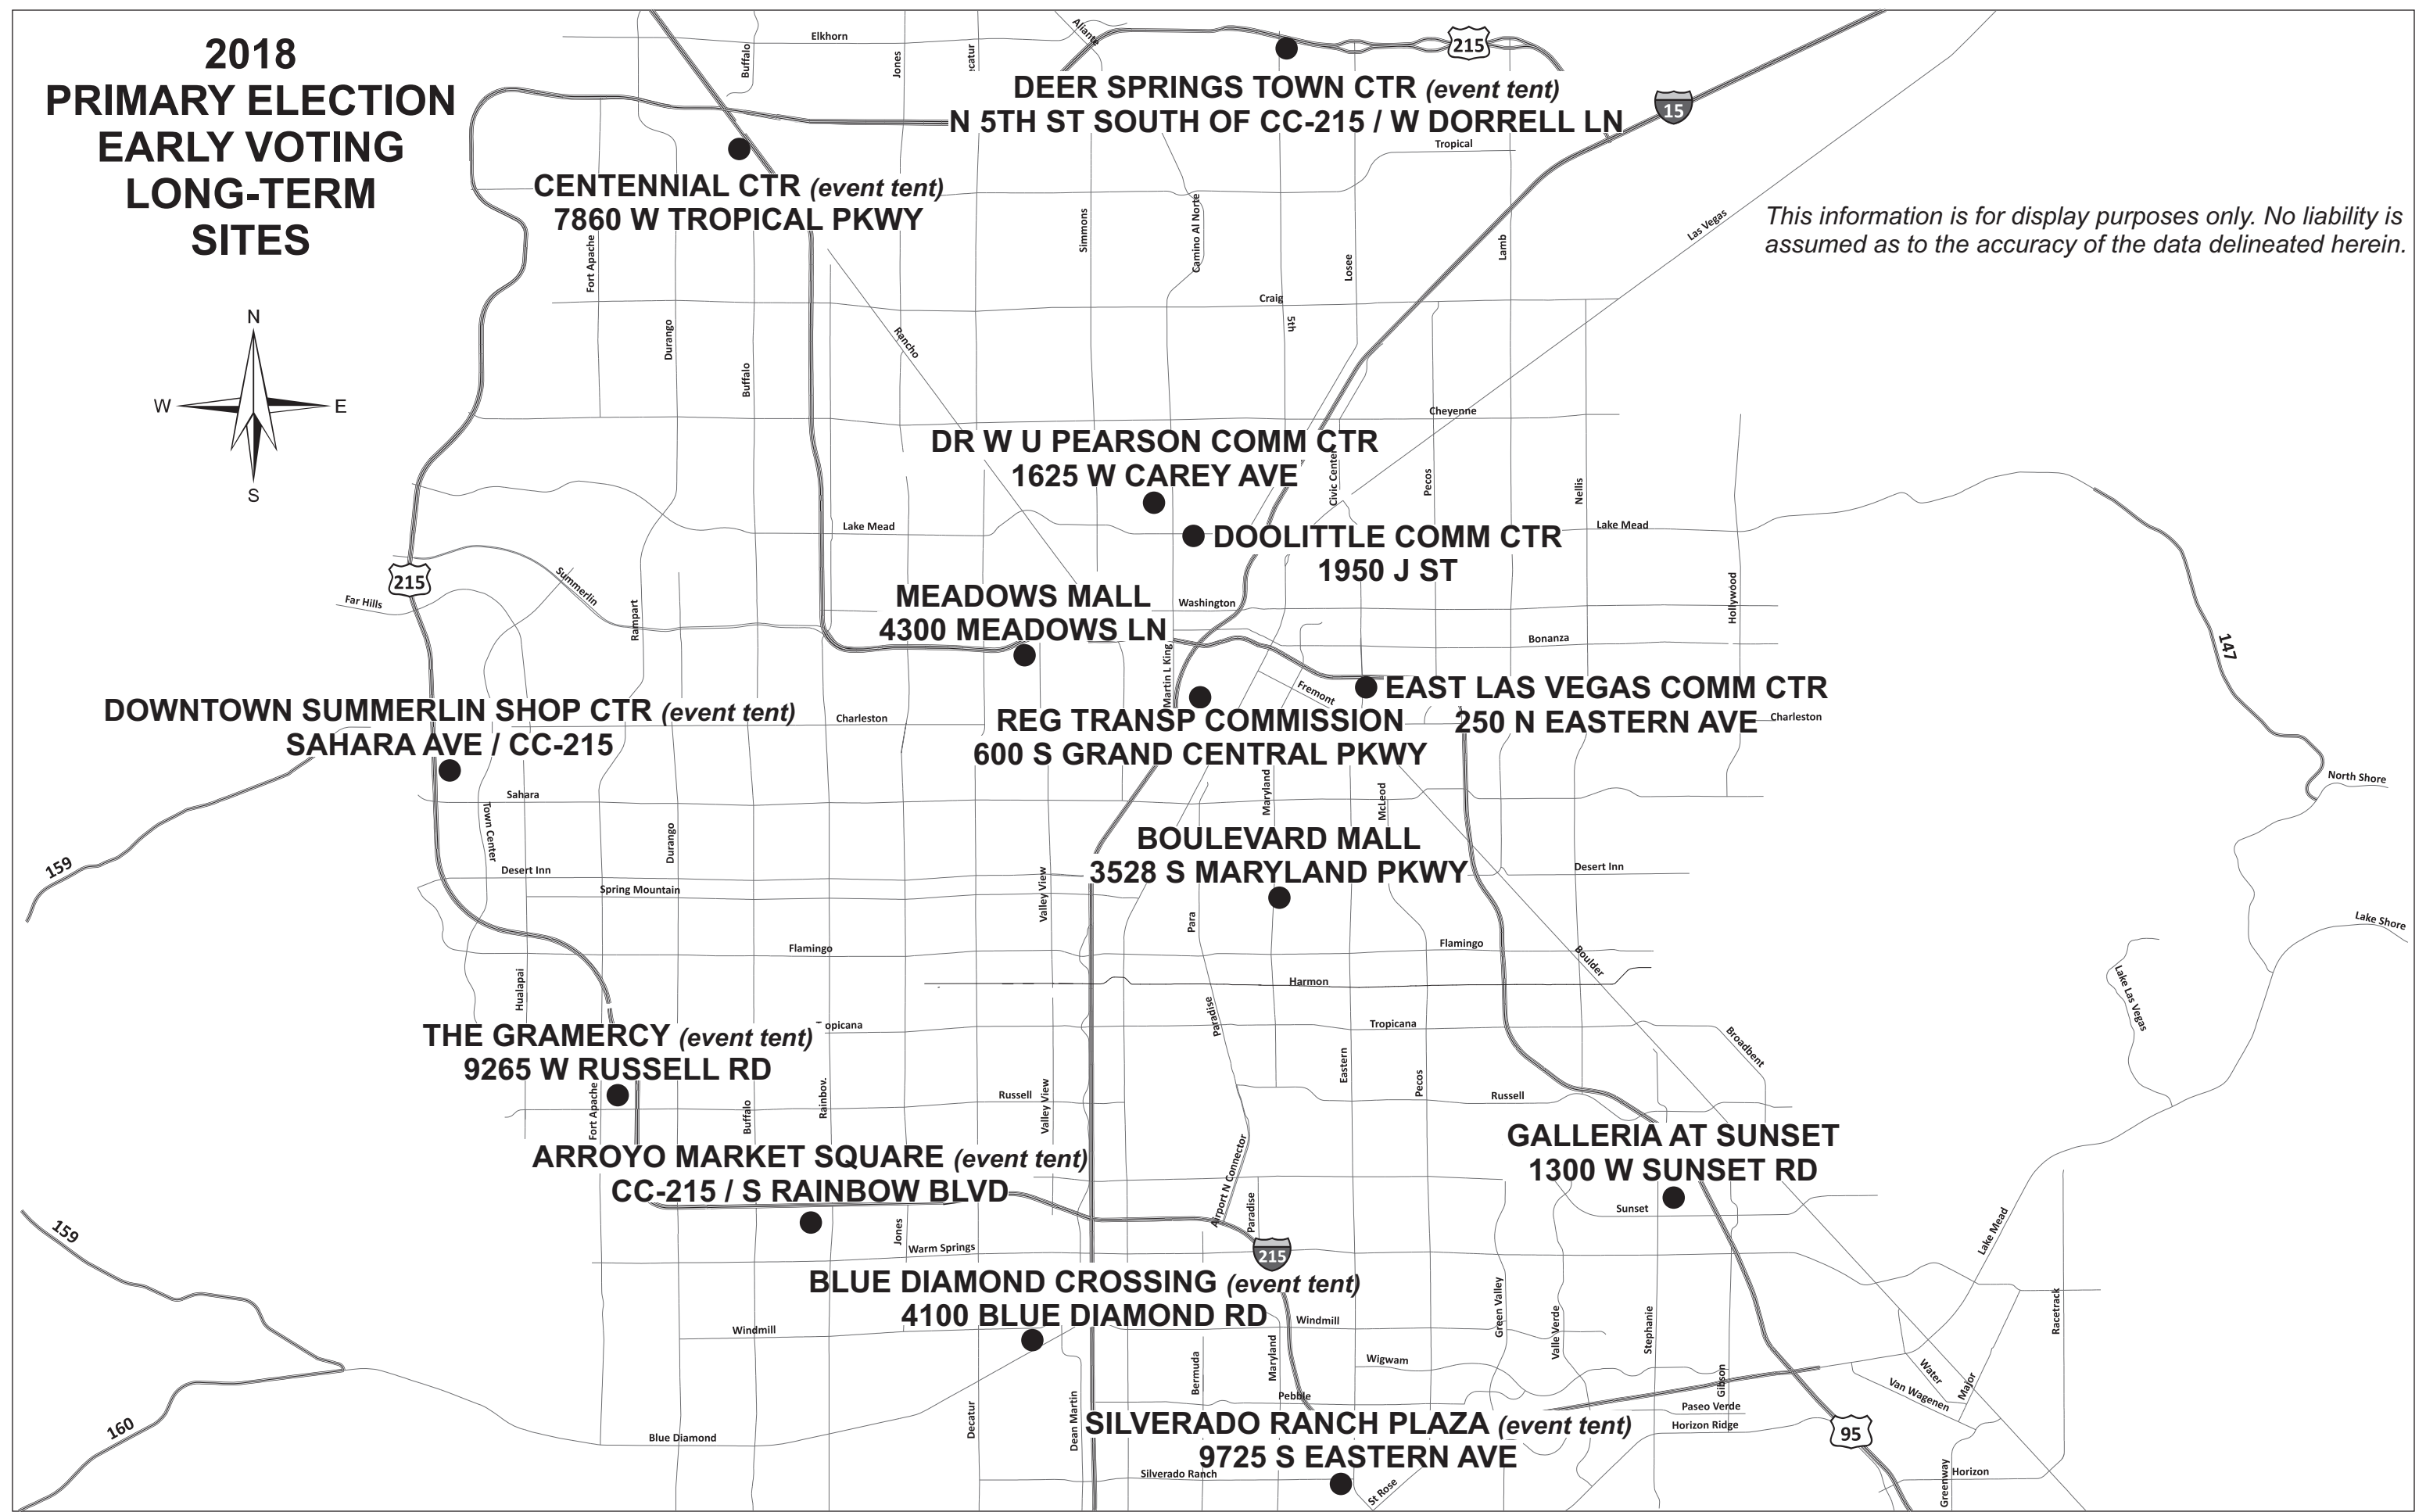 2018
PRIMARY ELECTION
EARLY VOTING
LONG-TERM
SITES
N
W
E
S
This information is for display purposes only. No liability is
assumed as to the accuracy of the data delineated herein.
DEER SPRINGS TOWN CTR (event tent)
N 5TH ST SOUTH OF CC-215 / W DORRELL LN
CENTENNIAL CTR (event tent)
7860 W TROPICAL PKWY
DR W U PEARSON COMM CTR
1625 W CAREY AVE
DOOLITTLE COMM CTR
1950 J ST
MEADOWS MALL
4300 MEADOWS LN
EAST LAS VEGAS COMM CTR
250 N EASTERN AVE
DOWNTOWN SUMMERLIN SHOP CTR (event tent)
SAHARA AVE / CC-215
REG TRANSP COMMISSION
600 S GRAND CENTRAL PKWY
BOULEVARD MALL
3528 S MARYLAND PKWY
THE GRAMERCY (event tent)
9265 W RUSSELL RD
GALLERIA AT SUNSET
1300 W SUNSET RD
ARROYO MARKET SQUARE (event tent)
CC-215 / S RAINBOW BLVD
BLUE DIAMOND CROSSING (event tent)
4100 BLUE DIAMOND RD
SILVERADO RANCH PLAZA (event tent)
9725 S EASTERN AVE
Elkhorn
Buffalo
Jones
Aliante
215
15
Tropical
Fort Apache
Simmons
Camino Al Norte
Losee
Lamb
Las Vegas
Craig
5th
Durango
Buffalo
Rancho
Cheyenne
Civic Center
Pecos
Nellis
Lake Mead
Lake Mead
215
Far Hills
Summerlin
Rampart
Washington
Hollywood
Bonanza
147
Martin L King
Fremont
Charleston
Charleston
North Shore
Sahara
Town Center
Durango
Maryland
McLeod
159
Desert Inn
Desert Inn
Spring Mountain
Valley View
Para
Lake Shore
Flamingo
Flamingo
Boulder
Hualapai
Harmon
Lake Las Vegas
Paradise
opicana
Tropicana
Broadbent
Eastern
Pecos
Fort Apache
Buffalo
Rainbov.
Russell
Valley View
Russell
Airport N Connector
Paradise
Sunset
159
Jones
Warm Springs
215
Lake Mead
Racetrack
Green Valley
Valle Verde
Stephanie
Windmill
Windmill
Bermuda
Maryland
Wigwam
Gibson
Water
Van Wagenen
Major
Pebble
Paseo Verde
Horizon Ridge
95
160
Blue Diamond
Decatur
Dean Martin
Silverado Ranch
St Rose
Greenway
Horizon